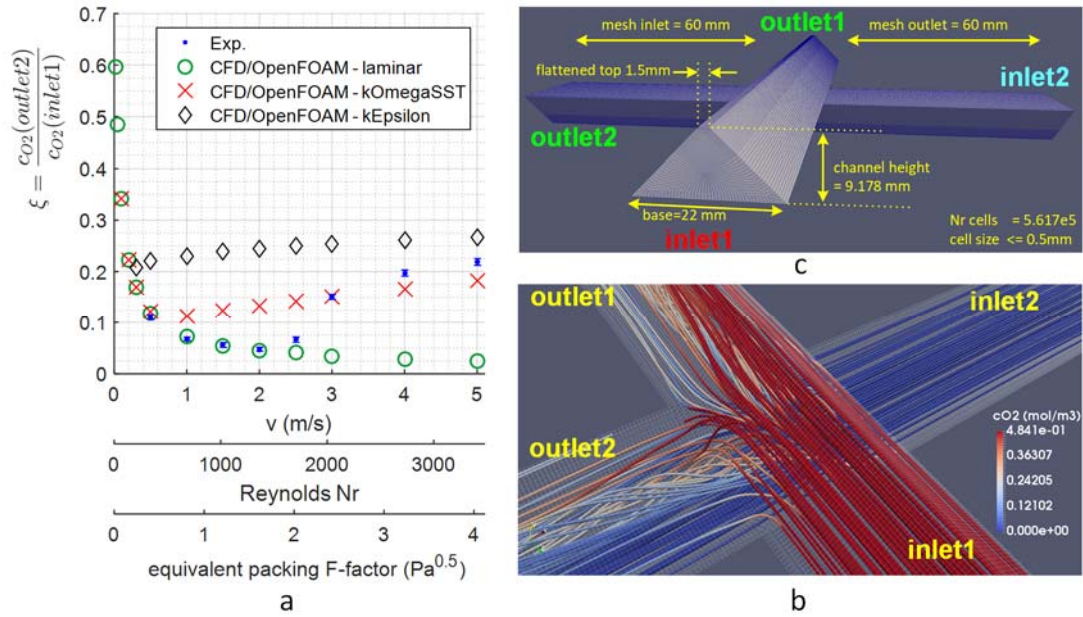 ξ = c_{O2}(outlet2) / c_{O2}(inlet1)
0.7
0.6
0.5
0.4
0.3
0.2
0.1
0
Exp.
CFD/OpenFOAM - laminar
CFD/OpenFOAM - kOmegaSST
CFD/OpenFOAM - kEpsilon
0 1 2 3 4 5
v (m/s)
0 1000 2000 3000
Reynolds Nr
0 1 2 3 4
equivalent packing F-factor (Pa^0.5)
a
mesh inlet = 60 mm
outlet1
mesh outlet = 60 mm
flattened top 1.5mm
inlet2
outlet2
channel height
= 9.178 mm
base=22 mm
inlet1
Nr cells = 5.617e5
cell size <= 0.5mm
c
outlet1
inlet2
outlet2
cO2 (mol/m3)
4.841e-01
0.36307
0.24205
0.12102
0.000e+00
inlet1
b